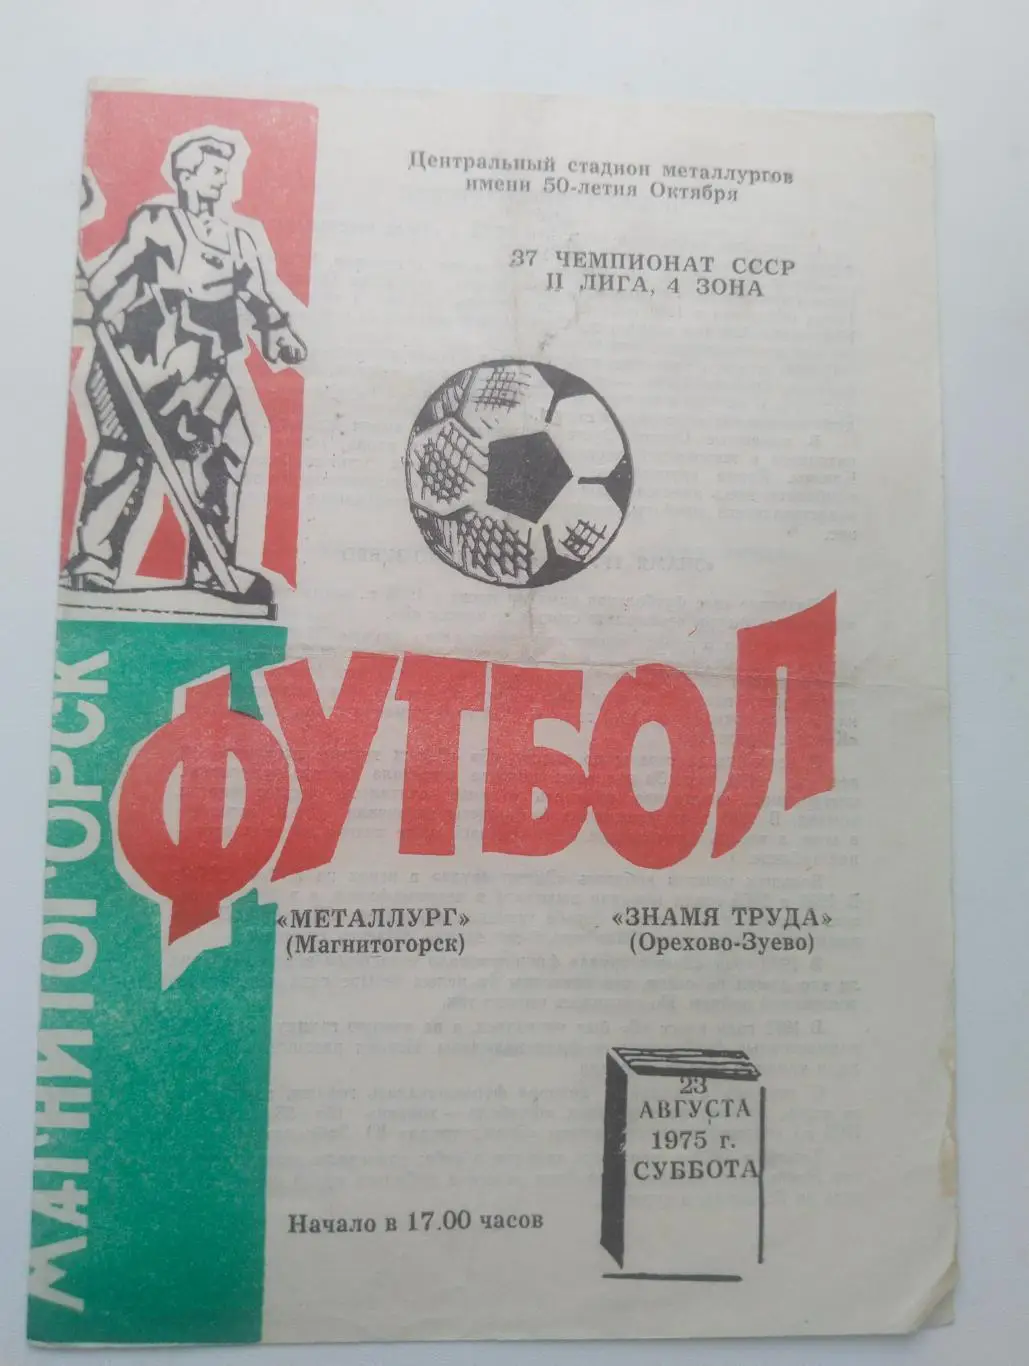 Центральный стадион металлургов
имени 50-летия Октября
37 ЧЕМПИОНАТ СССР
II ЛИГА, 4 ЗОНА
МАГНИТОГОРСК
ФУТБОЛ
«МЕТАЛЛУРГ»
(Магнитогорск)
«ЗНАМЯ ТРУДА»
(Орехово-Зуево)
23
АВГУСТА
1975 г.
СУББОТА
Начало в 17.00 часов